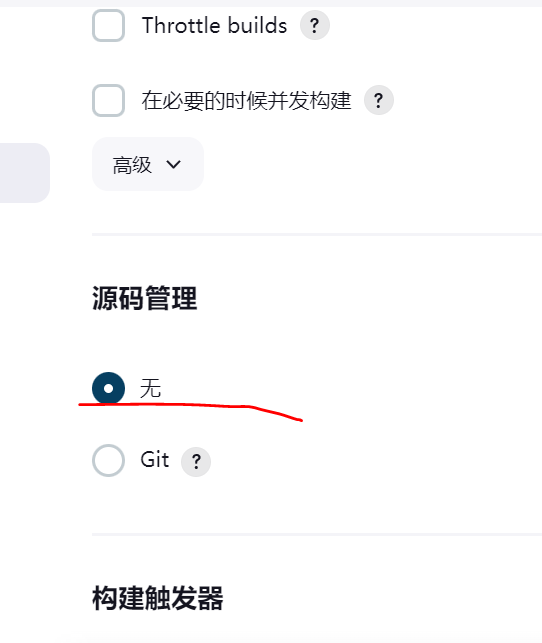 Throttle builds ?
在必要的时候并发构建 ?
高级
源码管理
无
Git ?
构建触发器